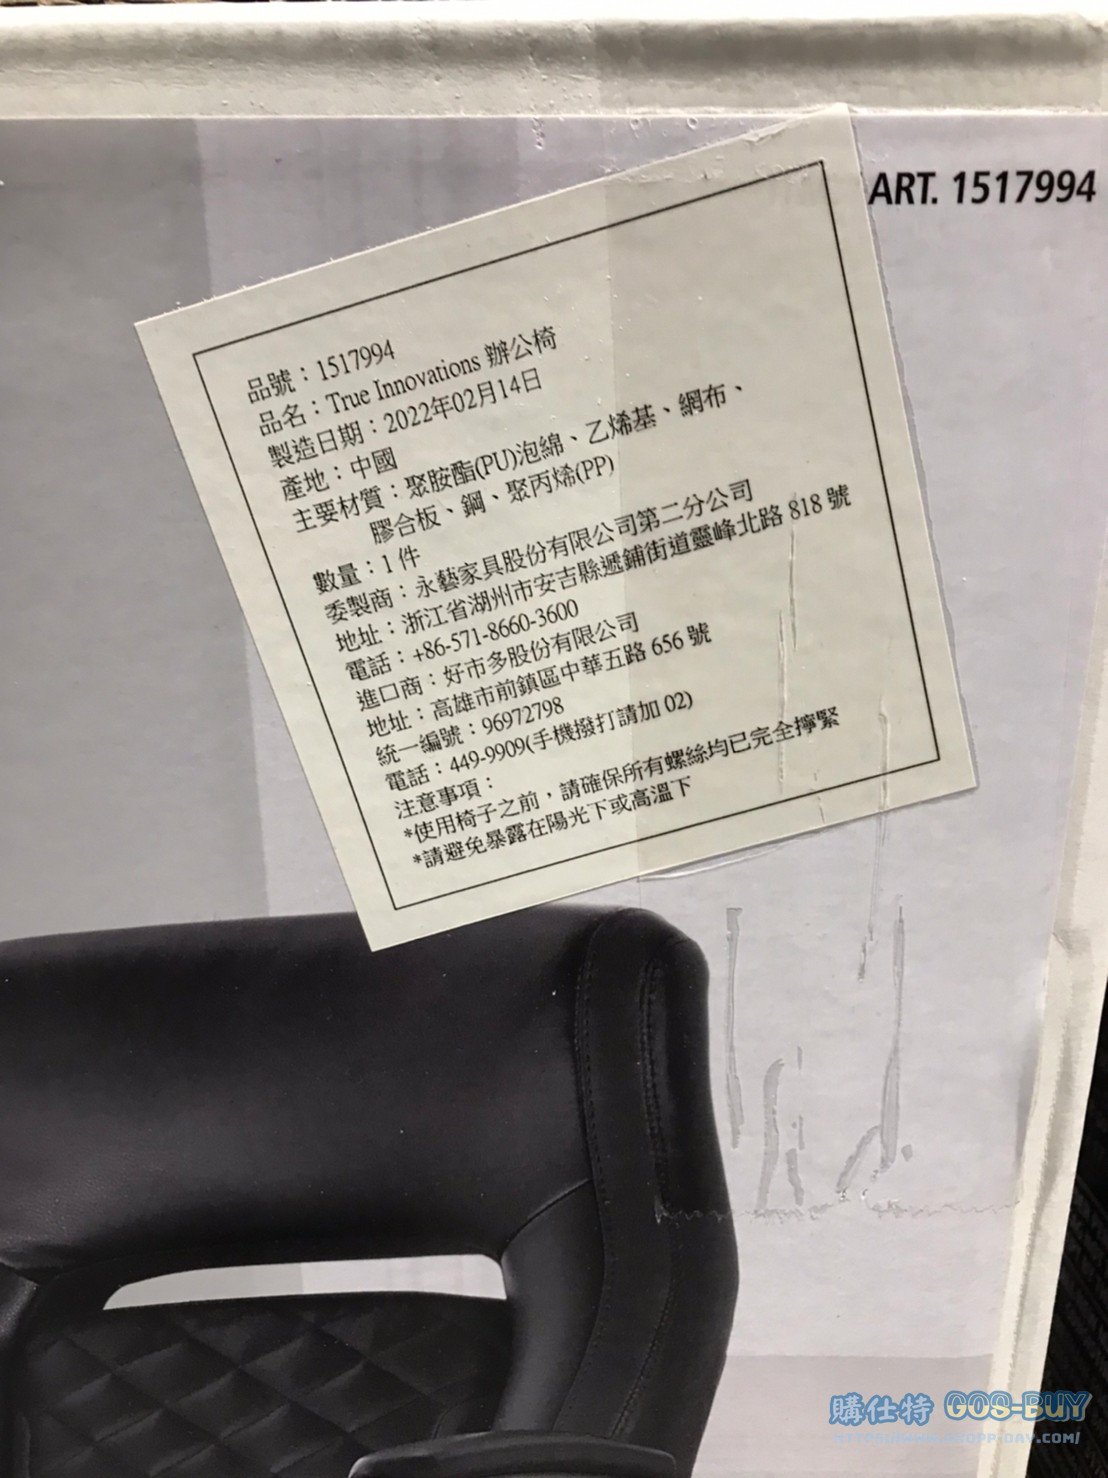 ART. 1517994
品號：1517994
品名：True Innovations 辦公椅
製造日期：2022年02月14日
產地：中國
主要材質：聚胺酯(PU)泡綿、乙烯基、網布、
膠合板、鋼、聚丙烯(PP)
數量：1 件
委製商：永藝家具股份有限公司第二分公司
地址：浙江省湖州市安吉縣遞鋪街道靈峰北路 818 號
電話：+86-571-8660-3600
進口商：好市多股份有限公司
地址：高雄市前鎮區中華五路 656 號
統一編號：96972798
電話：449-9909(手機撥打請加 02)
注意事項：
*使用椅子之前，請確保所有螺絲均已完全擰緊
*請避免暴露在陽光下或高溫下
購仕特 GOS-BUY